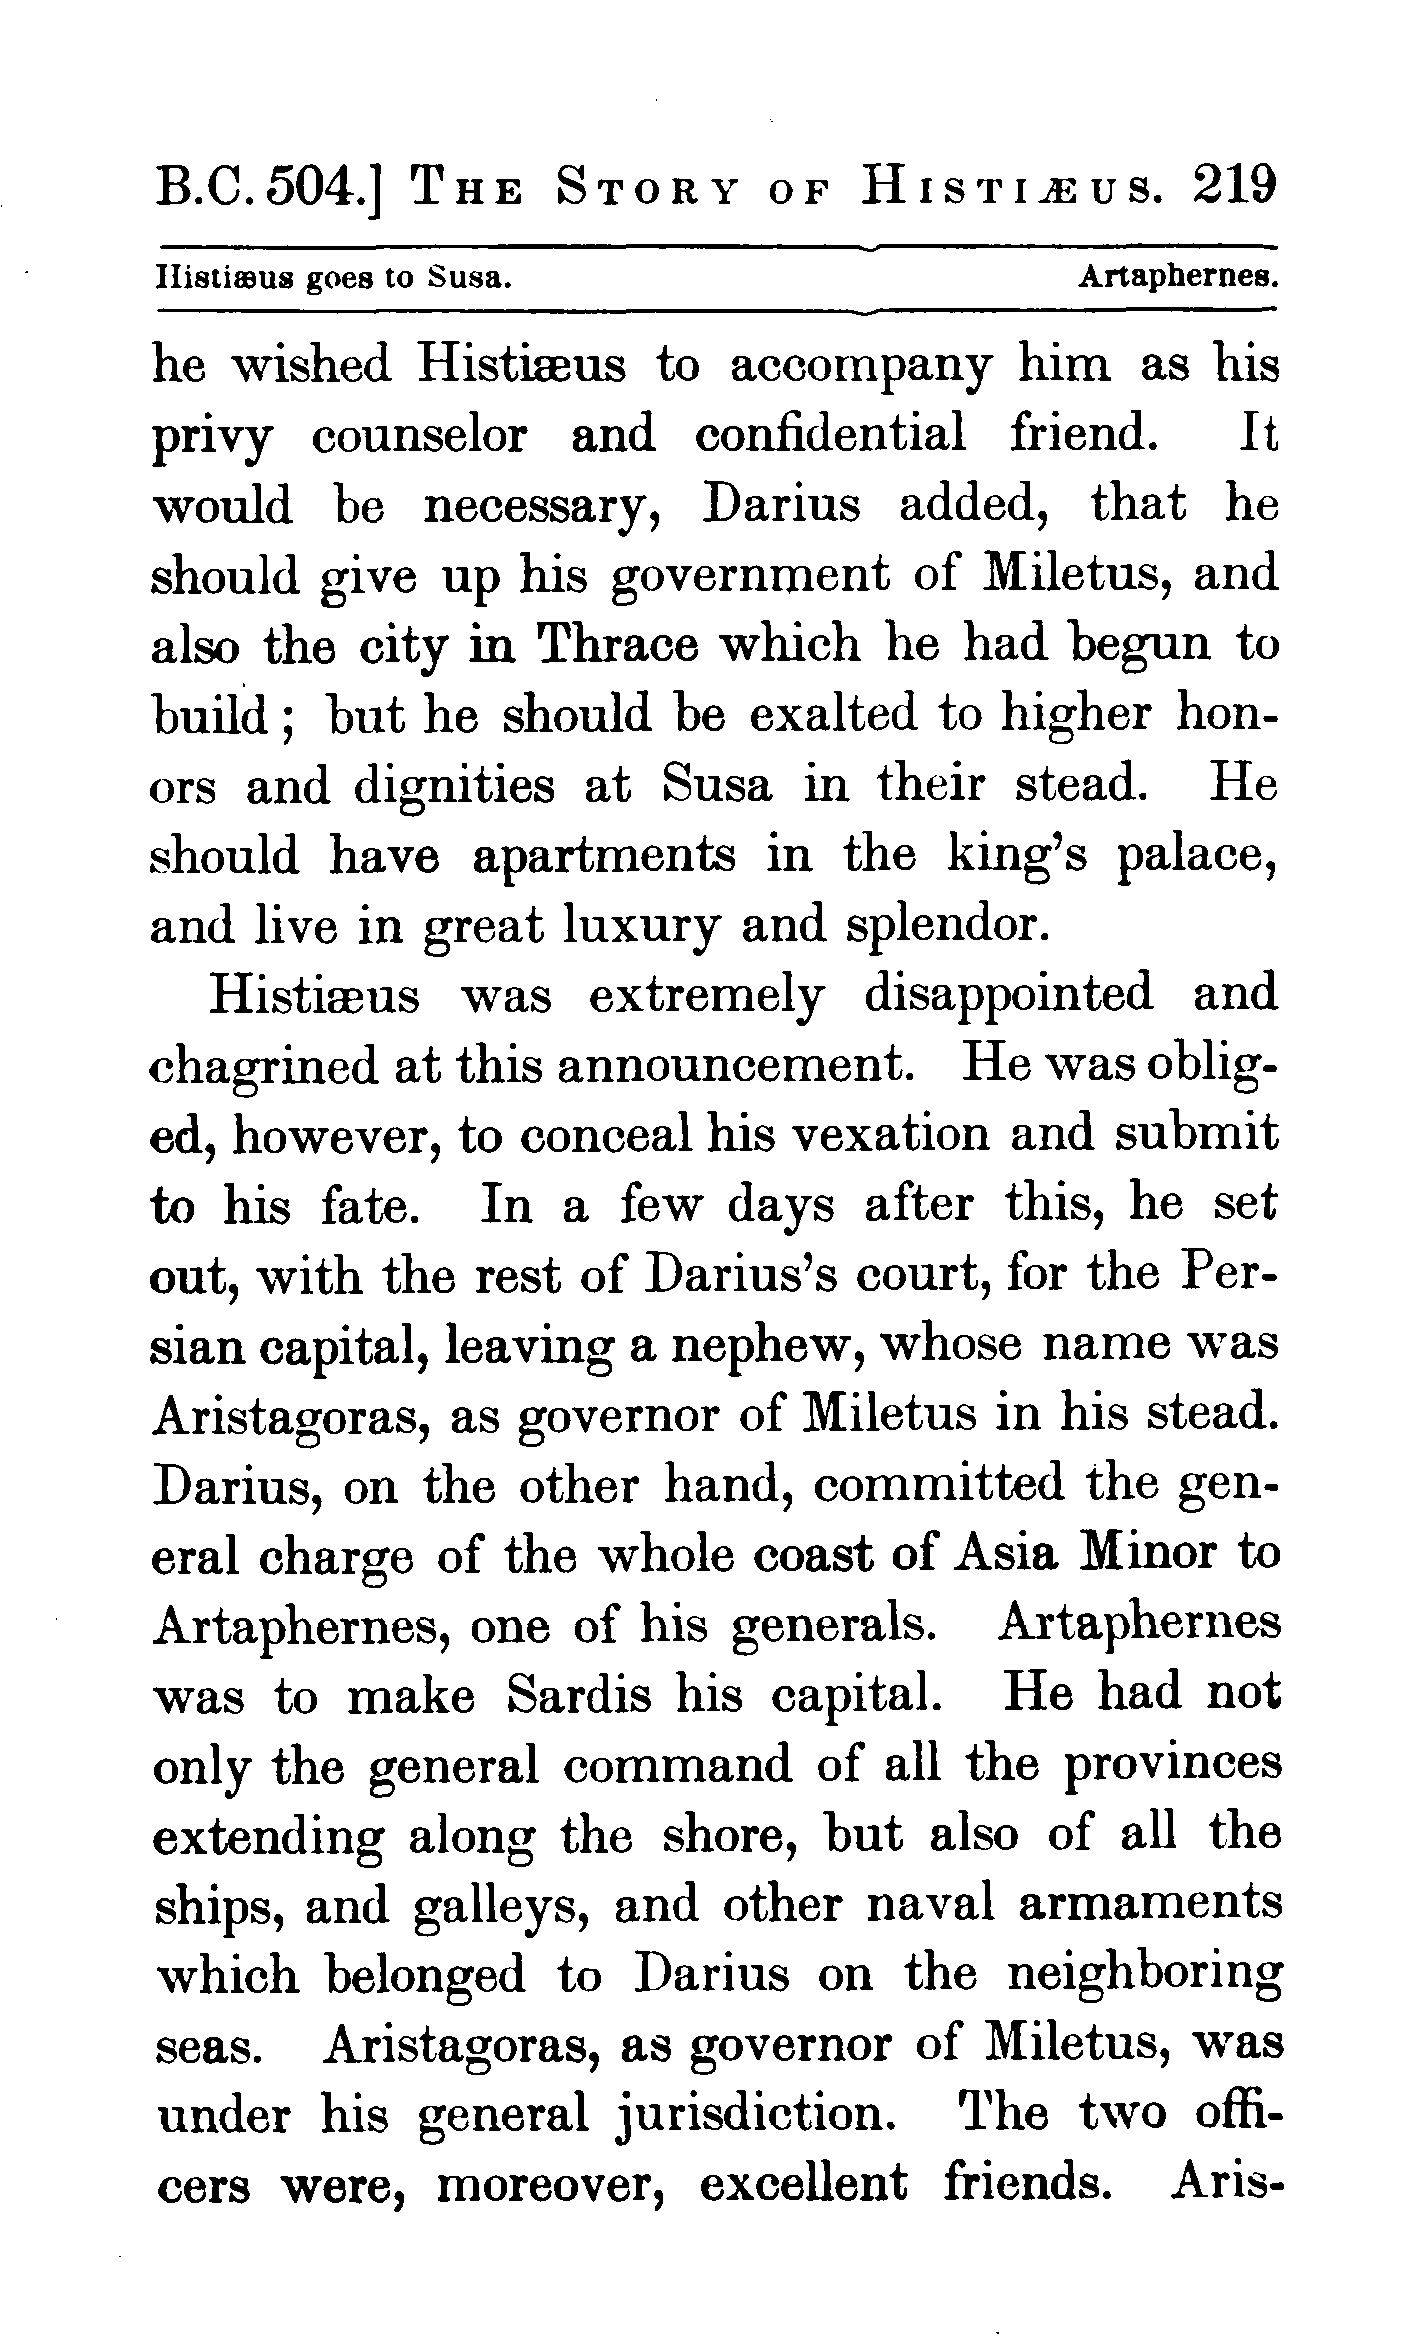 B.C. 504.] The Story of Histiæus. 219
Histiæus goes to Susa. Artaphernes.
he wished Histiæus to accompany him as his
privy counselor and confidential friend. It
would be necessary, Darius added, that he
should give up his government of Miletus, and
also the city in Thrace which he had begun to
build; but he should be exalted to higher hon-
ors and dignities at Susa in their stead. He
should have apartments in the king's palace,
and live in great luxury and splendor.
Histiæus was extremely disappointed and
chagrined at this announcement. He was oblig-
ed, however, to conceal his vexation and submit
to his fate. In a few days after this, he set
out, with the rest of Darius's court, for the Per-
sian capital, leaving a nephew, whose name was
Aristagoras, as governor of Miletus in his stead.
Darius, on the other hand, committed the gen-
eral charge of the whole coast of Asia Minor to
Artaphernes, one of his generals. Artaphernes
was to make Sardis his capital. He had not
only the general command of all the provinces
extending along the shore, but also of all the
ships, and galleys, and other naval armaments
which belonged to Darius on the neighboring
seas. Aristagoras, as governor of Miletus, was
under his general jurisdiction. The two offi-
cers were, moreover, excellent friends. Aris-